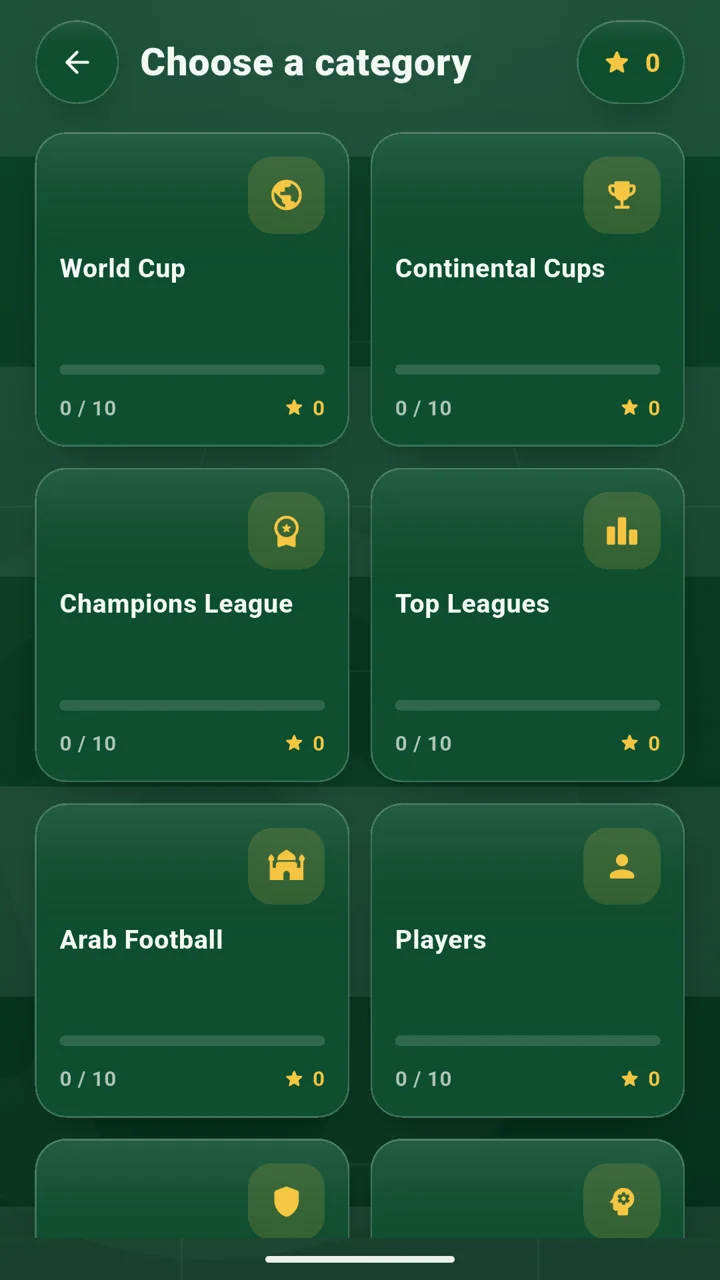 Choose a category
0
World Cup
0 / 10
0
Continental Cups
0 / 10
0
Champions League
0 / 10
0
Top Leagues
0 / 10
0
Arab Football
0 / 10
0
Players
0 / 10
0